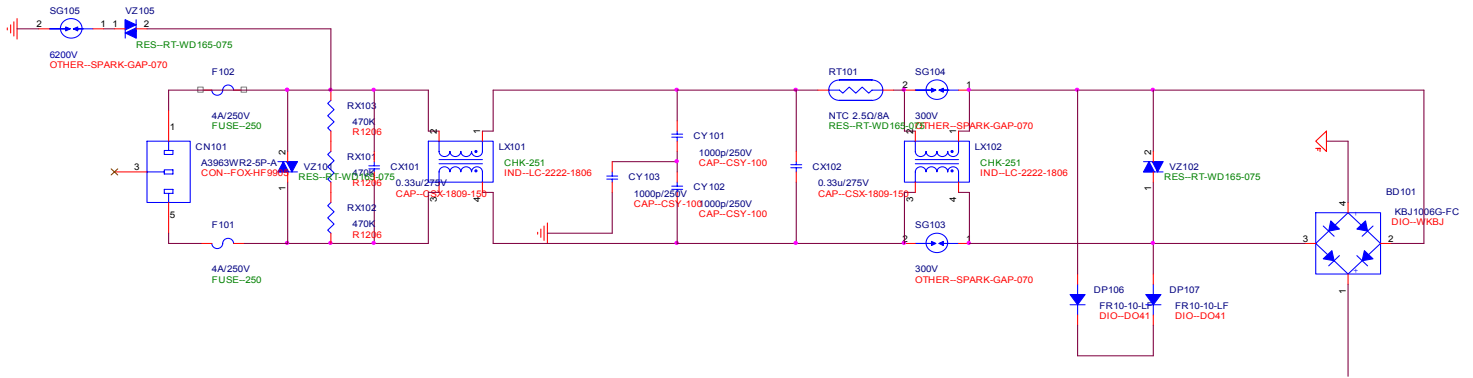 SG105
2
1
6200V
OTHER--SPARK-GAP-070
VZ105
1
2
RES--RT-WD165-075
F102
4A/250V
FUSE--250
1
CN101
A3963WR2-5P-A
3
5
F101
4A/250V
FUSE--250
2
VZ101
1
RX103
470K
R1206
RX101
470K
R1206
RX102
470K
R1206
CX101
0.33u/275V
CAP--CSX-1809-150
2
1
LX101
CHK-251
IND--LC-2222-1806
3
4
CY101
1000p/250V
CAP--CSY-100
CY103
1000p/250V
CAP--CSY-100
CY102
1000p/250V
CAP--CSY-100
CX102
0.33u/275V
CAP--CSX-1809-150
RT101
NTC 2.5Ω/8A
RES--RT-WD165-075
SG104
2
1
300V
OTHER--SPARK-GAP-070
2
1
LX102
CHK-251
IND--LC-2222-1806
3
4
SG103
2
1
300V
OTHER--SPARK-GAP-070
2
VZ102
RES--RT-WD165-075
1
DP106
FR10-10-LF
DIO--DO41
DP107
FR10-10-LF
DIO--DO41
BD101
KBJ1006G-FC
DIO--WKBJ
4
3
2
1